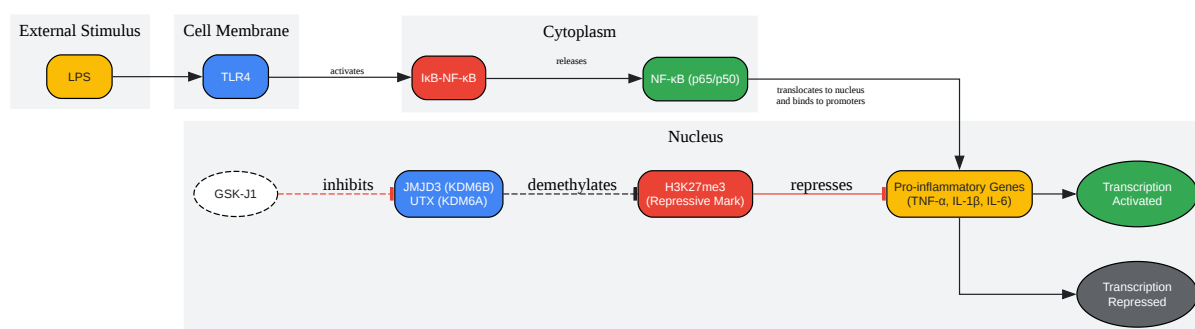 External Stimulus
Cell Membrane
Cytoplasm
LPS
TLR4
activates
IκB-NF-κB
releases
NF-κB (p65/p50)
translocates to nucleus
and binds to promoters
Nucleus
GSK-J1
inhibits
JMJD3 (KDM6B)
UTX (KDM6A)
demethylates
H3K27me3
(Repressive Mark)
represses
Pro-inflammatory Genes
(TNF-α, IL-1β, IL-6)
Transcription
Activated
Transcription
Repressed